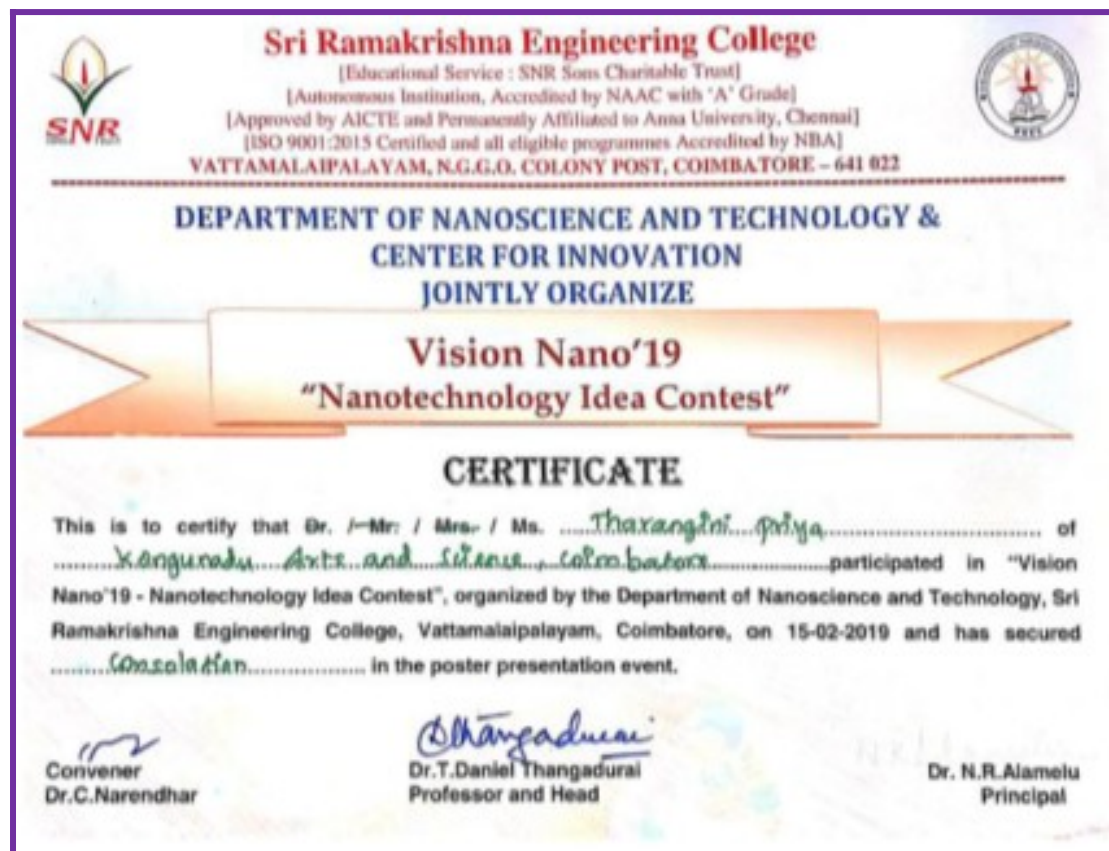 Sri Ramakrishna Engineering College
[Educational Service : SNR Sons Charitable Trust]
[Autonomous Institution, Accredited by NAAC with 'A' Grade]
[Approved by AICTE and Permanently Affiliated to Anna University, Chennai]
[ISO 9001:2015 Certified and all eligible programmes Accredited by NBA]
VATTAMALAIPALAYAM, N.G.G.O. COLONY POST, COIMBATORE – 641 022
SNR
DEPARTMENT OF NANOSCIENCE AND TECHNOLOGY &
CENTER FOR INNOVATION
JOINTLY ORGANIZE
Vision Nano'19
"Nanotechnology Idea Contest"
CERTIFICATE
This is to certify that Dr. / Mr. / Mrs. / Ms. ..... Tharangini Priya ..... of
..... Kongunadu Arts and Science, Coimbatore ..... participated in "Vision
Nano'19 - Nanotechnology Idea Contest", organized by the Department of Nanoscience and Technology, Sri
Ramakrishna Engineering College, Vattamalaipalayam, Coimbatore, on 15-02-2019 and has secured
..... Consolation ..... in the poster presentation event.
Dhangadurai
Convener
Dr.C.Narendhar
Dr.T.Daniel Thangadurai
Professor and Head
Dr. N.R.Alamelu
Principal